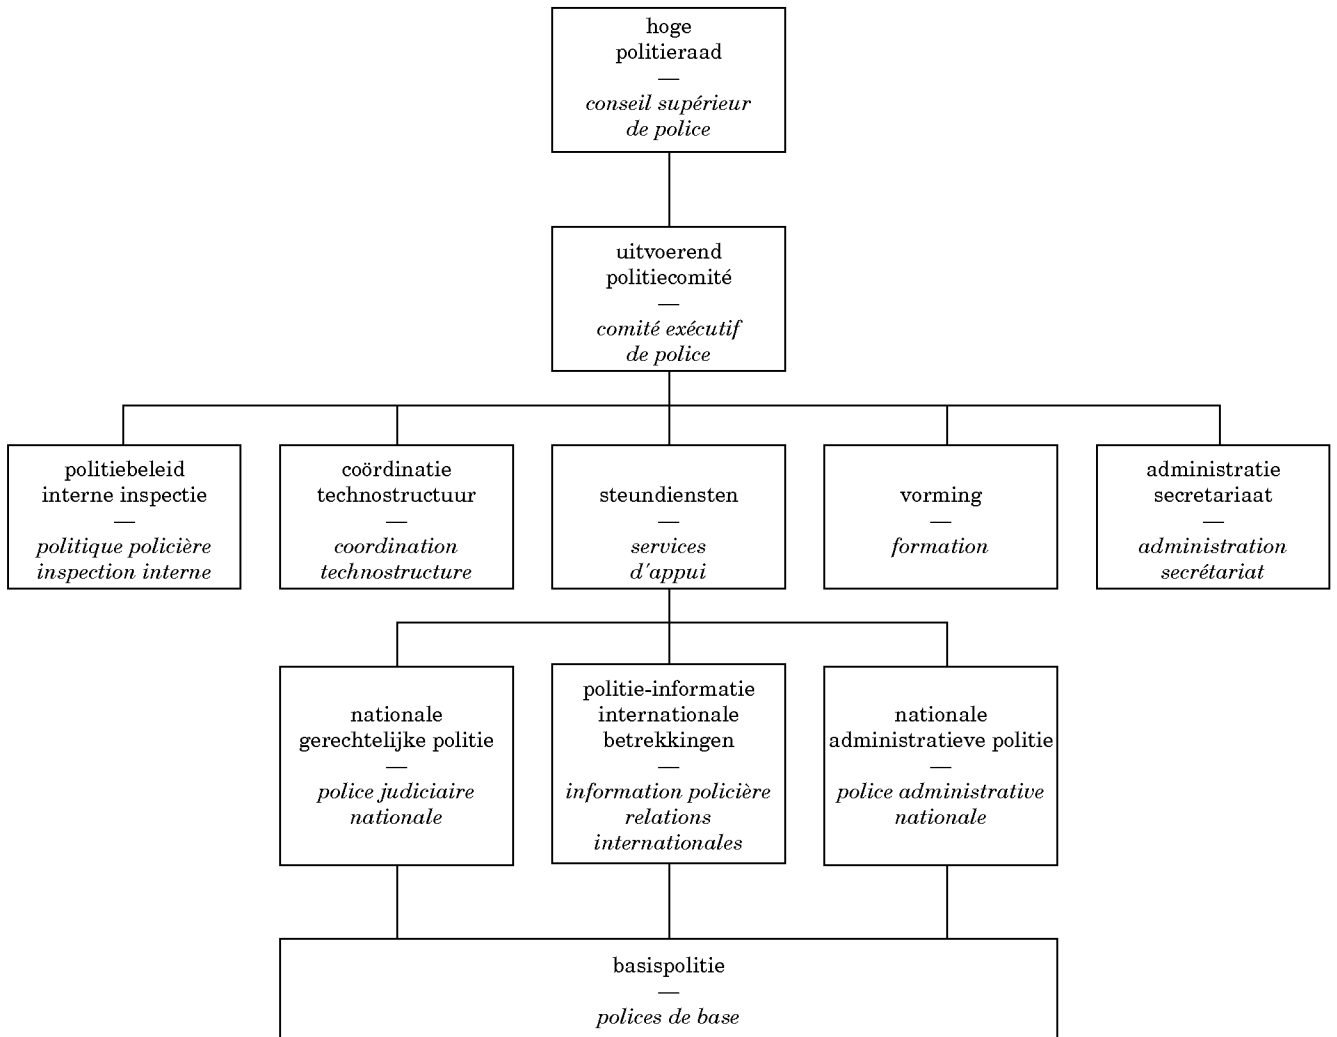 hoge
politieraad
—
conseil supérieur
de police
uitvoerend
politiecomité
—
comité exécutif
de police
politiebeleid
interne inspectie
—
politique policière
inspection interne
coördinatie
technostructuur
—
coordination
technostructure
steundiensten
—
services
d'appui
vorming
—
formation
administratie
secretariaat
—
administration
secrétariat
nationale
gerechtelijke politie
—
police judiciaire
nationale
politie-informatie
internationale
betrekkingen
—
information policière
relations
internationales
nationale
administratieve politie
—
police administrative
nationale
basispolitie
—
polices de base